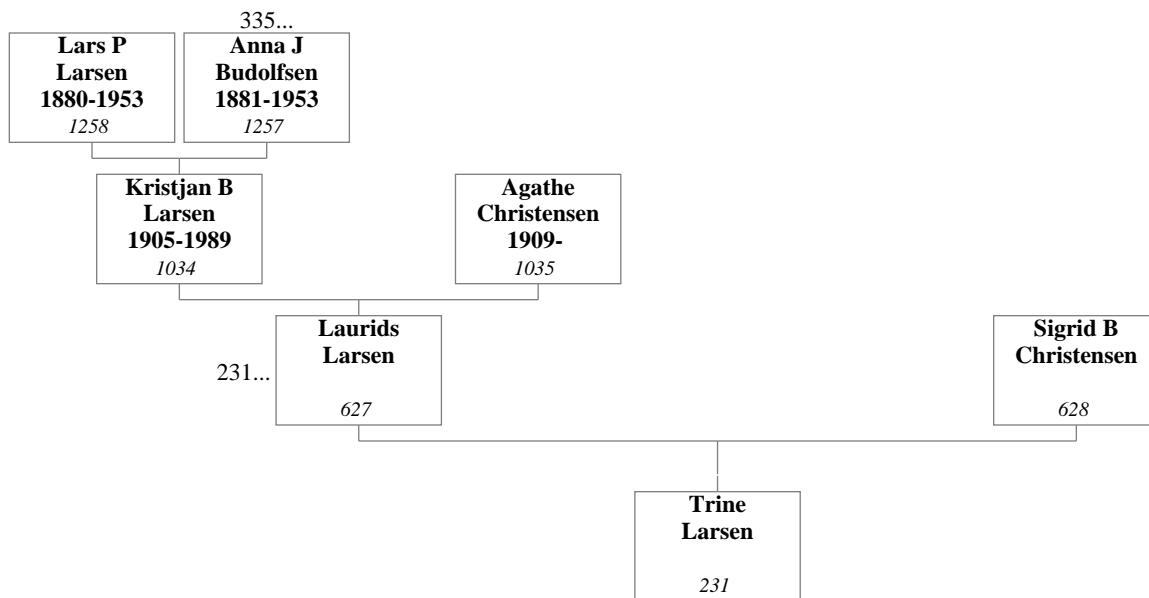 335...
Lars P
Larsen
1880-1953
1258
Anna J
Budolfsen
1881-1953
1257
Kristjan B
Larsen
1905-1989
1034
Agathe
Christensen
1909-
1035
231...
Laurids
Larsen
627
Sigrid B
Christensen
628
Trine
Larsen
231